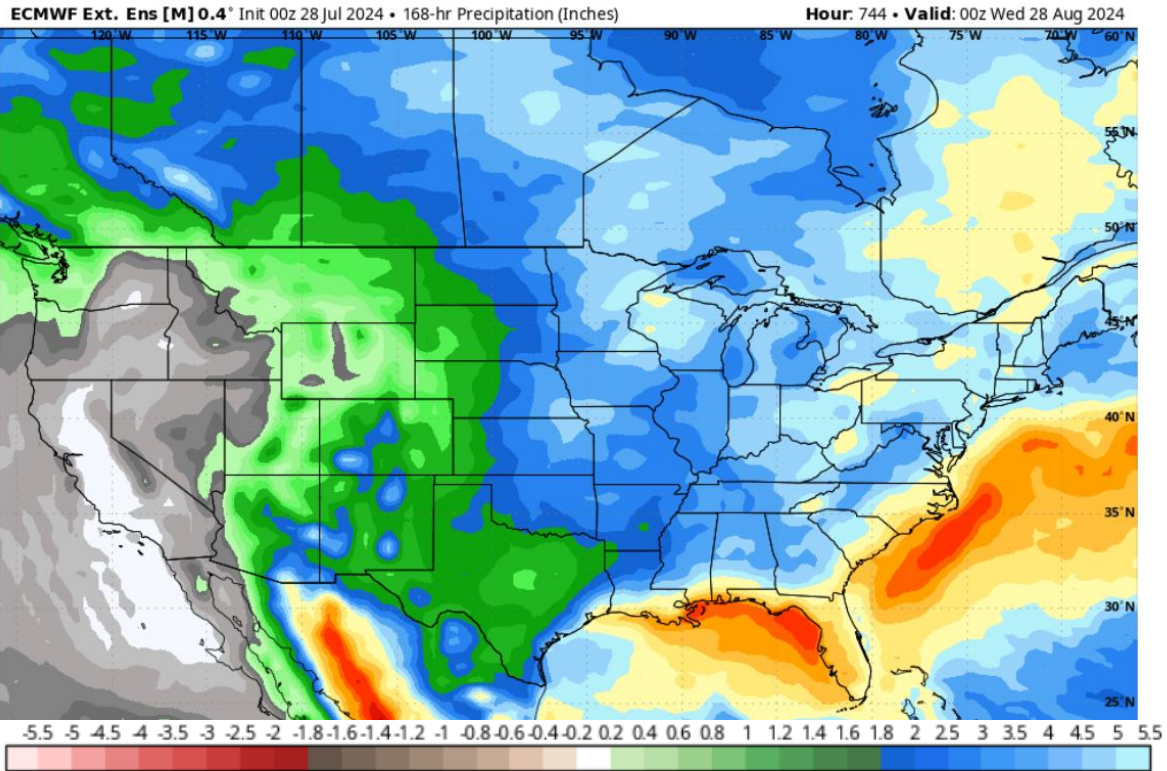 ECMWF Ext. Ens [M] 0.4° Init 00z 28 Jul 2024 • 168-hr Precipitation (Inches) Hour: 744 • Valid: 00z Wed 28 Aug 2024
120°W 115°W 110°W 105°W 100°W 95°W 90°W 85°W 80°W 75°W 70°W 60°N
55°N
50°N
45°N
40°N
35°N
30°N
25°N
-5.5 -5 -4.5 -4 -3.5 -3 -2.5 -2 -1.8 -1.6 -1.4 -1.2 -1 -0.8 -0.6 -0.4 -0.2 0.2 0.4 0.6 0.8 1 1.2 1.4 1.6 1.8 2 2.5 3 3.5 4 4.5 5 5.5